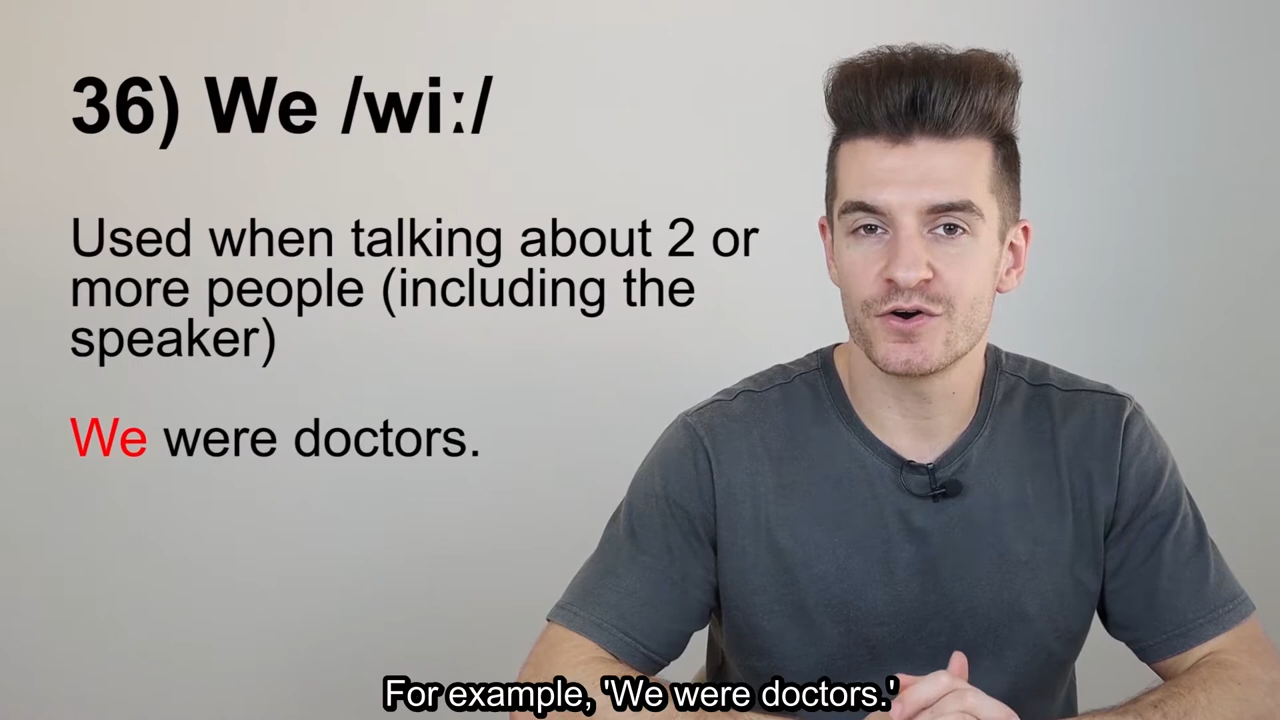 36) We /wiː/
Used when talking about 2 or
more people (including the
speaker)
We were doctors.
For example, 'We were doctors.'